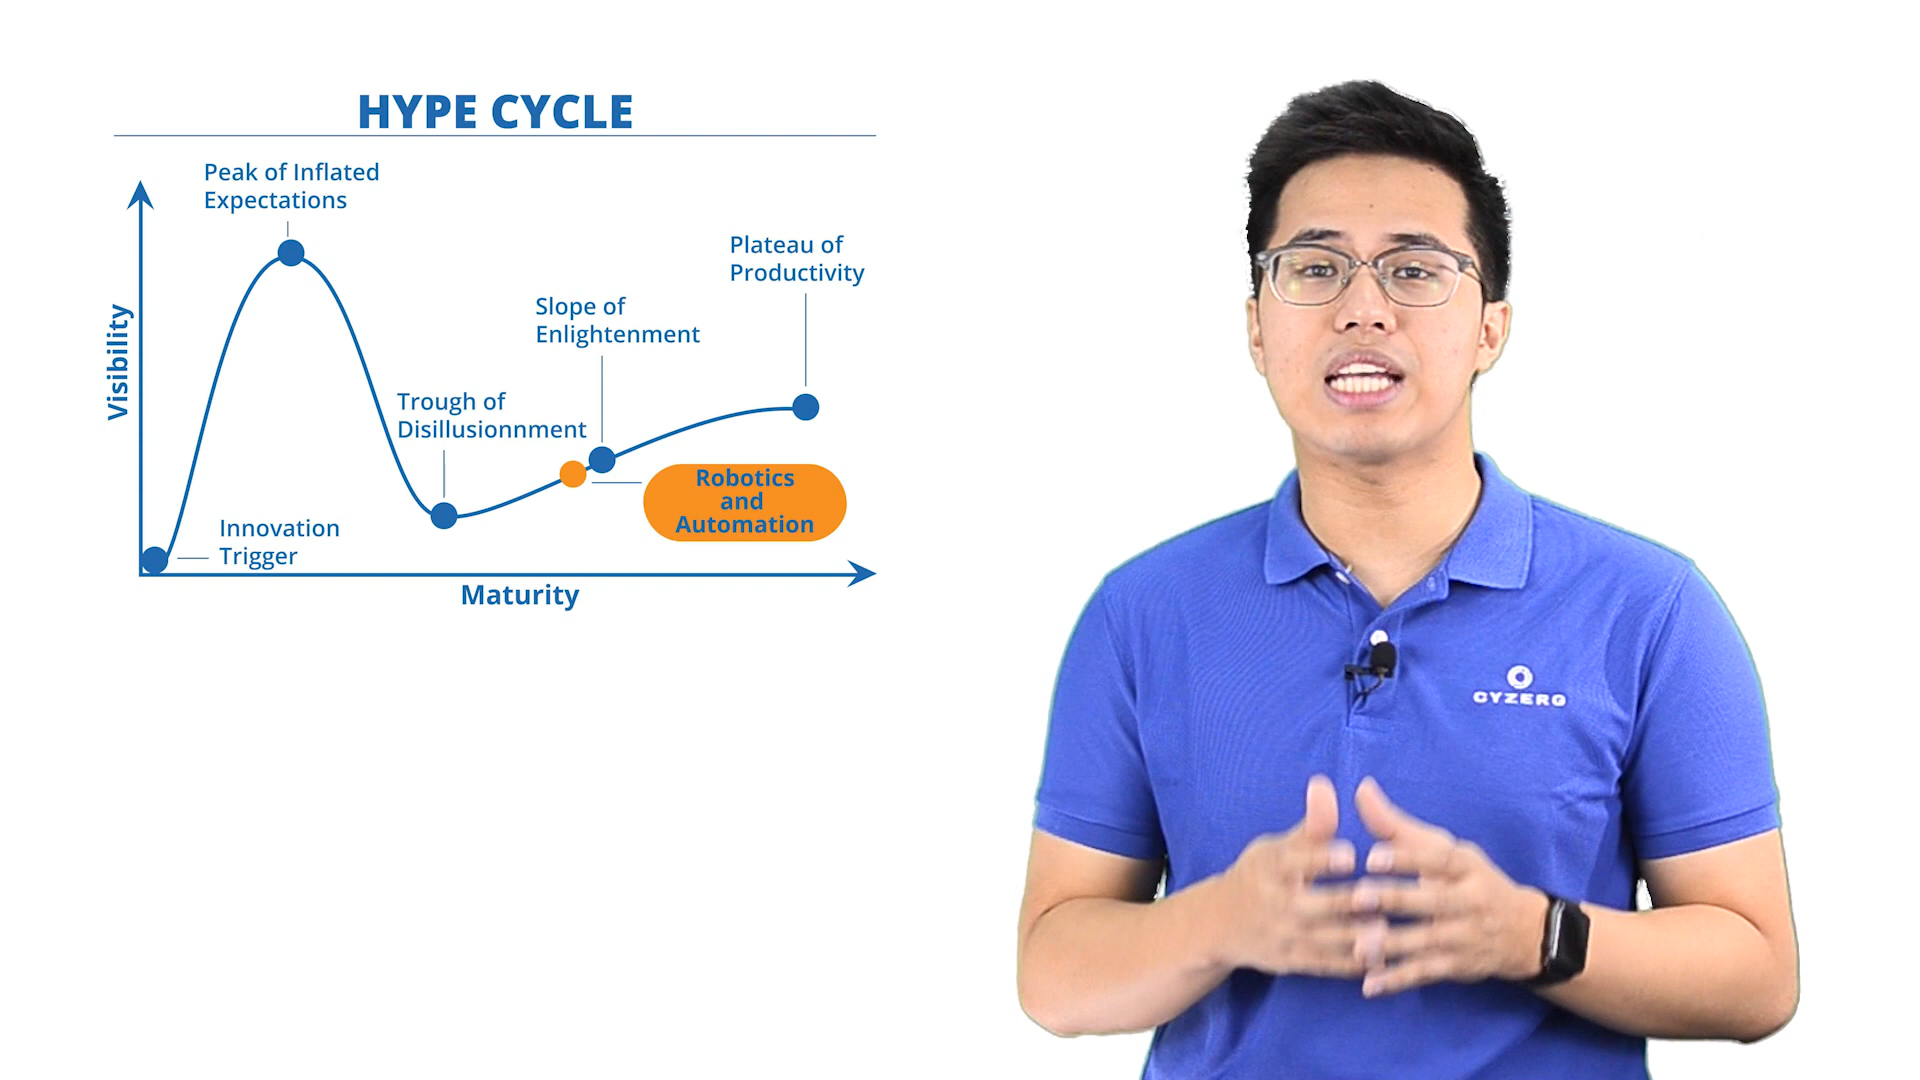 HYPE CYCLE
Peak of Inflated
Expectations
Plateau of
Productivity
Slope of
Enlightenment
Trough of
Disillusionnment
Robotics
and
Automation
Innovation
Trigger
Visibility
Maturity
CYZERO